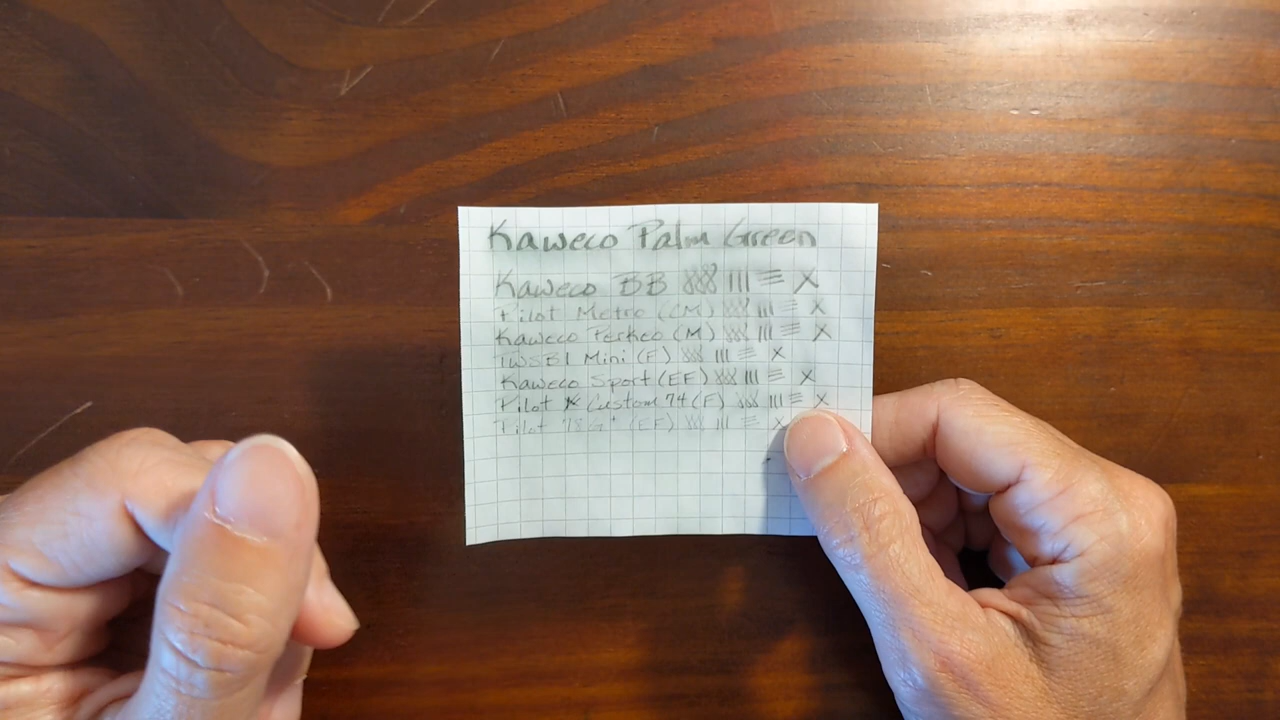 Kaweco Palm Green
Kaweco BB
Pilot Metro (CM)
Kaweco Perkeo (M)
TWSBI Mini (F)
Kaweco Sport (EF)
Pilot Custom 74 (F)
Pilot "78G" (EF)